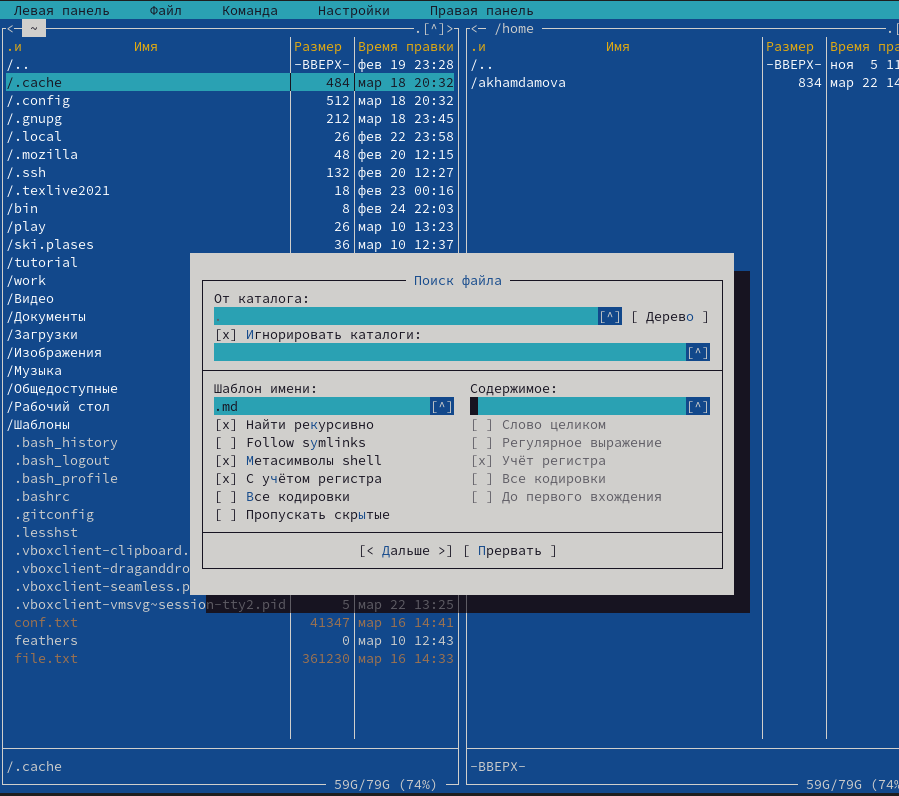 Левая панель Файл Команда Настройки Правая панель
<─ ~ .[^]> <─ /home .[
.и Имя Размер Время правки .и Имя Размер Время пра
/.. -ВВЕРХ- фев 19 23:28 /.. -ВВЕРХ- ноя 5 11
/.cache 484 мар 18 20:32 /akhamdamova 834 мар 22 14
/.config 512 мар 18 20:32
/.gnupg 212 мар 18 23:45
/.local 26 фев 22 23:58
/.mozilla 48 фев 20 12:15
/.ssh 132 фев 20 12:27
/.texlive2021 18 фев 23 00:16
/bin 8 фев 24 22:03
/play 26 мар 10 13:23
/ski.plases 36 мар 10 12:37
/tutorial
/work Поиск файла
/Видео От каталога:
/Документы . [^] [ Дерево ]
/Загрузки [x] Игнорировать каталоги:
/Изображения [^]
/Музыка
/Общедоступные Шаблон имени: Содержимое:
/Рабочий стол .md [^] [^]
/Шаблоны [x] Найти рекурсивно [ ] Слово целиком
.bash_history [ ] Follow symlinks [ ] Регулярное выражение
.bash_logout [x] Метасимволы shell [x] Учёт регистра
.bash_profile [x] С учётом регистра [ ] Все кодировки
.bashrc [ ] Все кодировки [ ] До первого вхождения
.gitconfig [ ] Пропускать скрытые
.lesshst
.vboxclient-clipboard. [< Дальше >] [ Прервать ]
.vboxclient-draganddro
.vboxclient-seamless.p
.vboxclient-vmsvg~session-tty2.pid 5 мар 22 13:25
conf.txt 41347 мар 16 14:41
feathers 0 мар 10 12:43
file.txt 361230 мар 16 14:33
/.cache -ВВЕРХ-
59G/79G (74%) 59G/79G (74%